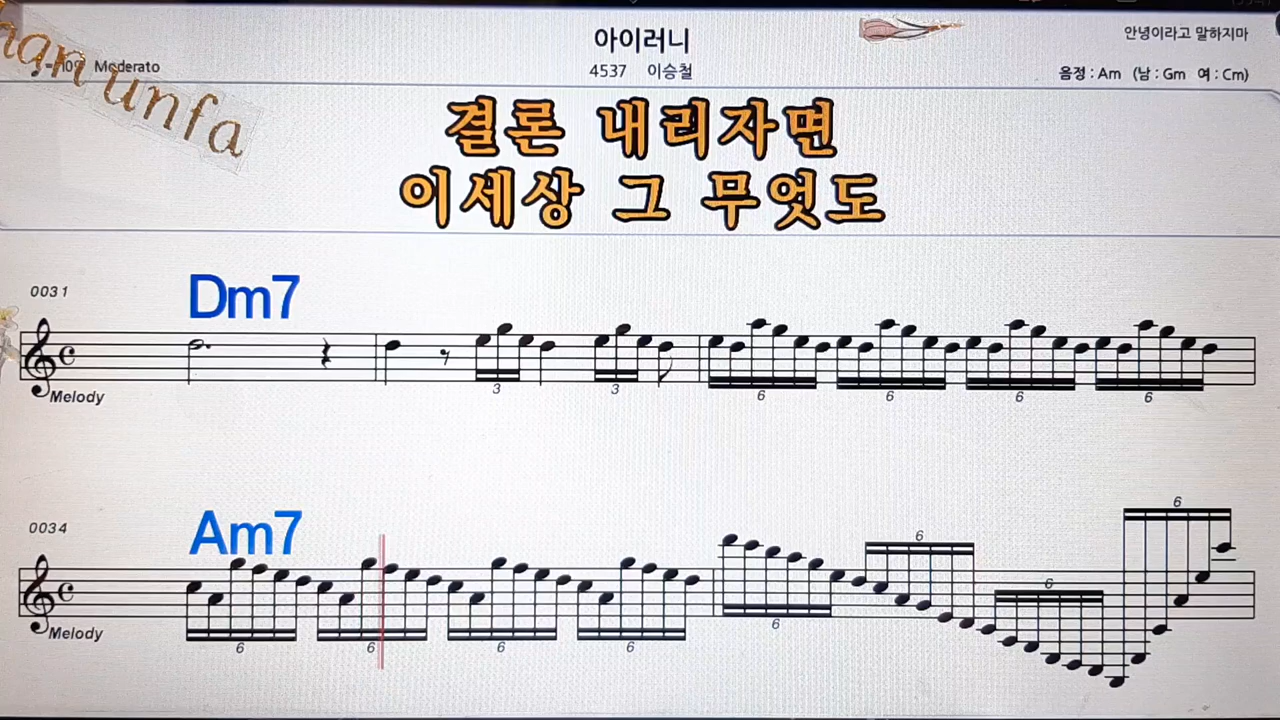 han unfa
Moderato
아이러니
4537 이승철
안녕이라고 말하지마
음정 : Am (남 : Gm 여 : Cm)
결론 내리자면
이세상 그 무엇도
0031
Dm7
Melody
3 3 6 6 6 6
0034
Am7
Melody
6 6 6 6 6 6 6 6